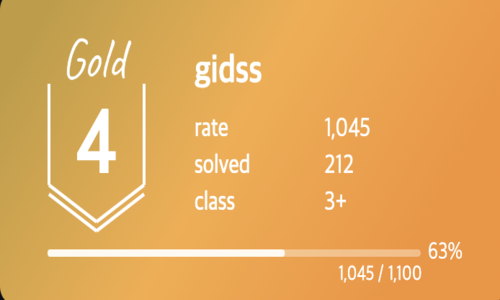 Gold
4
gidss
rate 1,045
solved 212
class 3+
63%
1,045 / 1,100